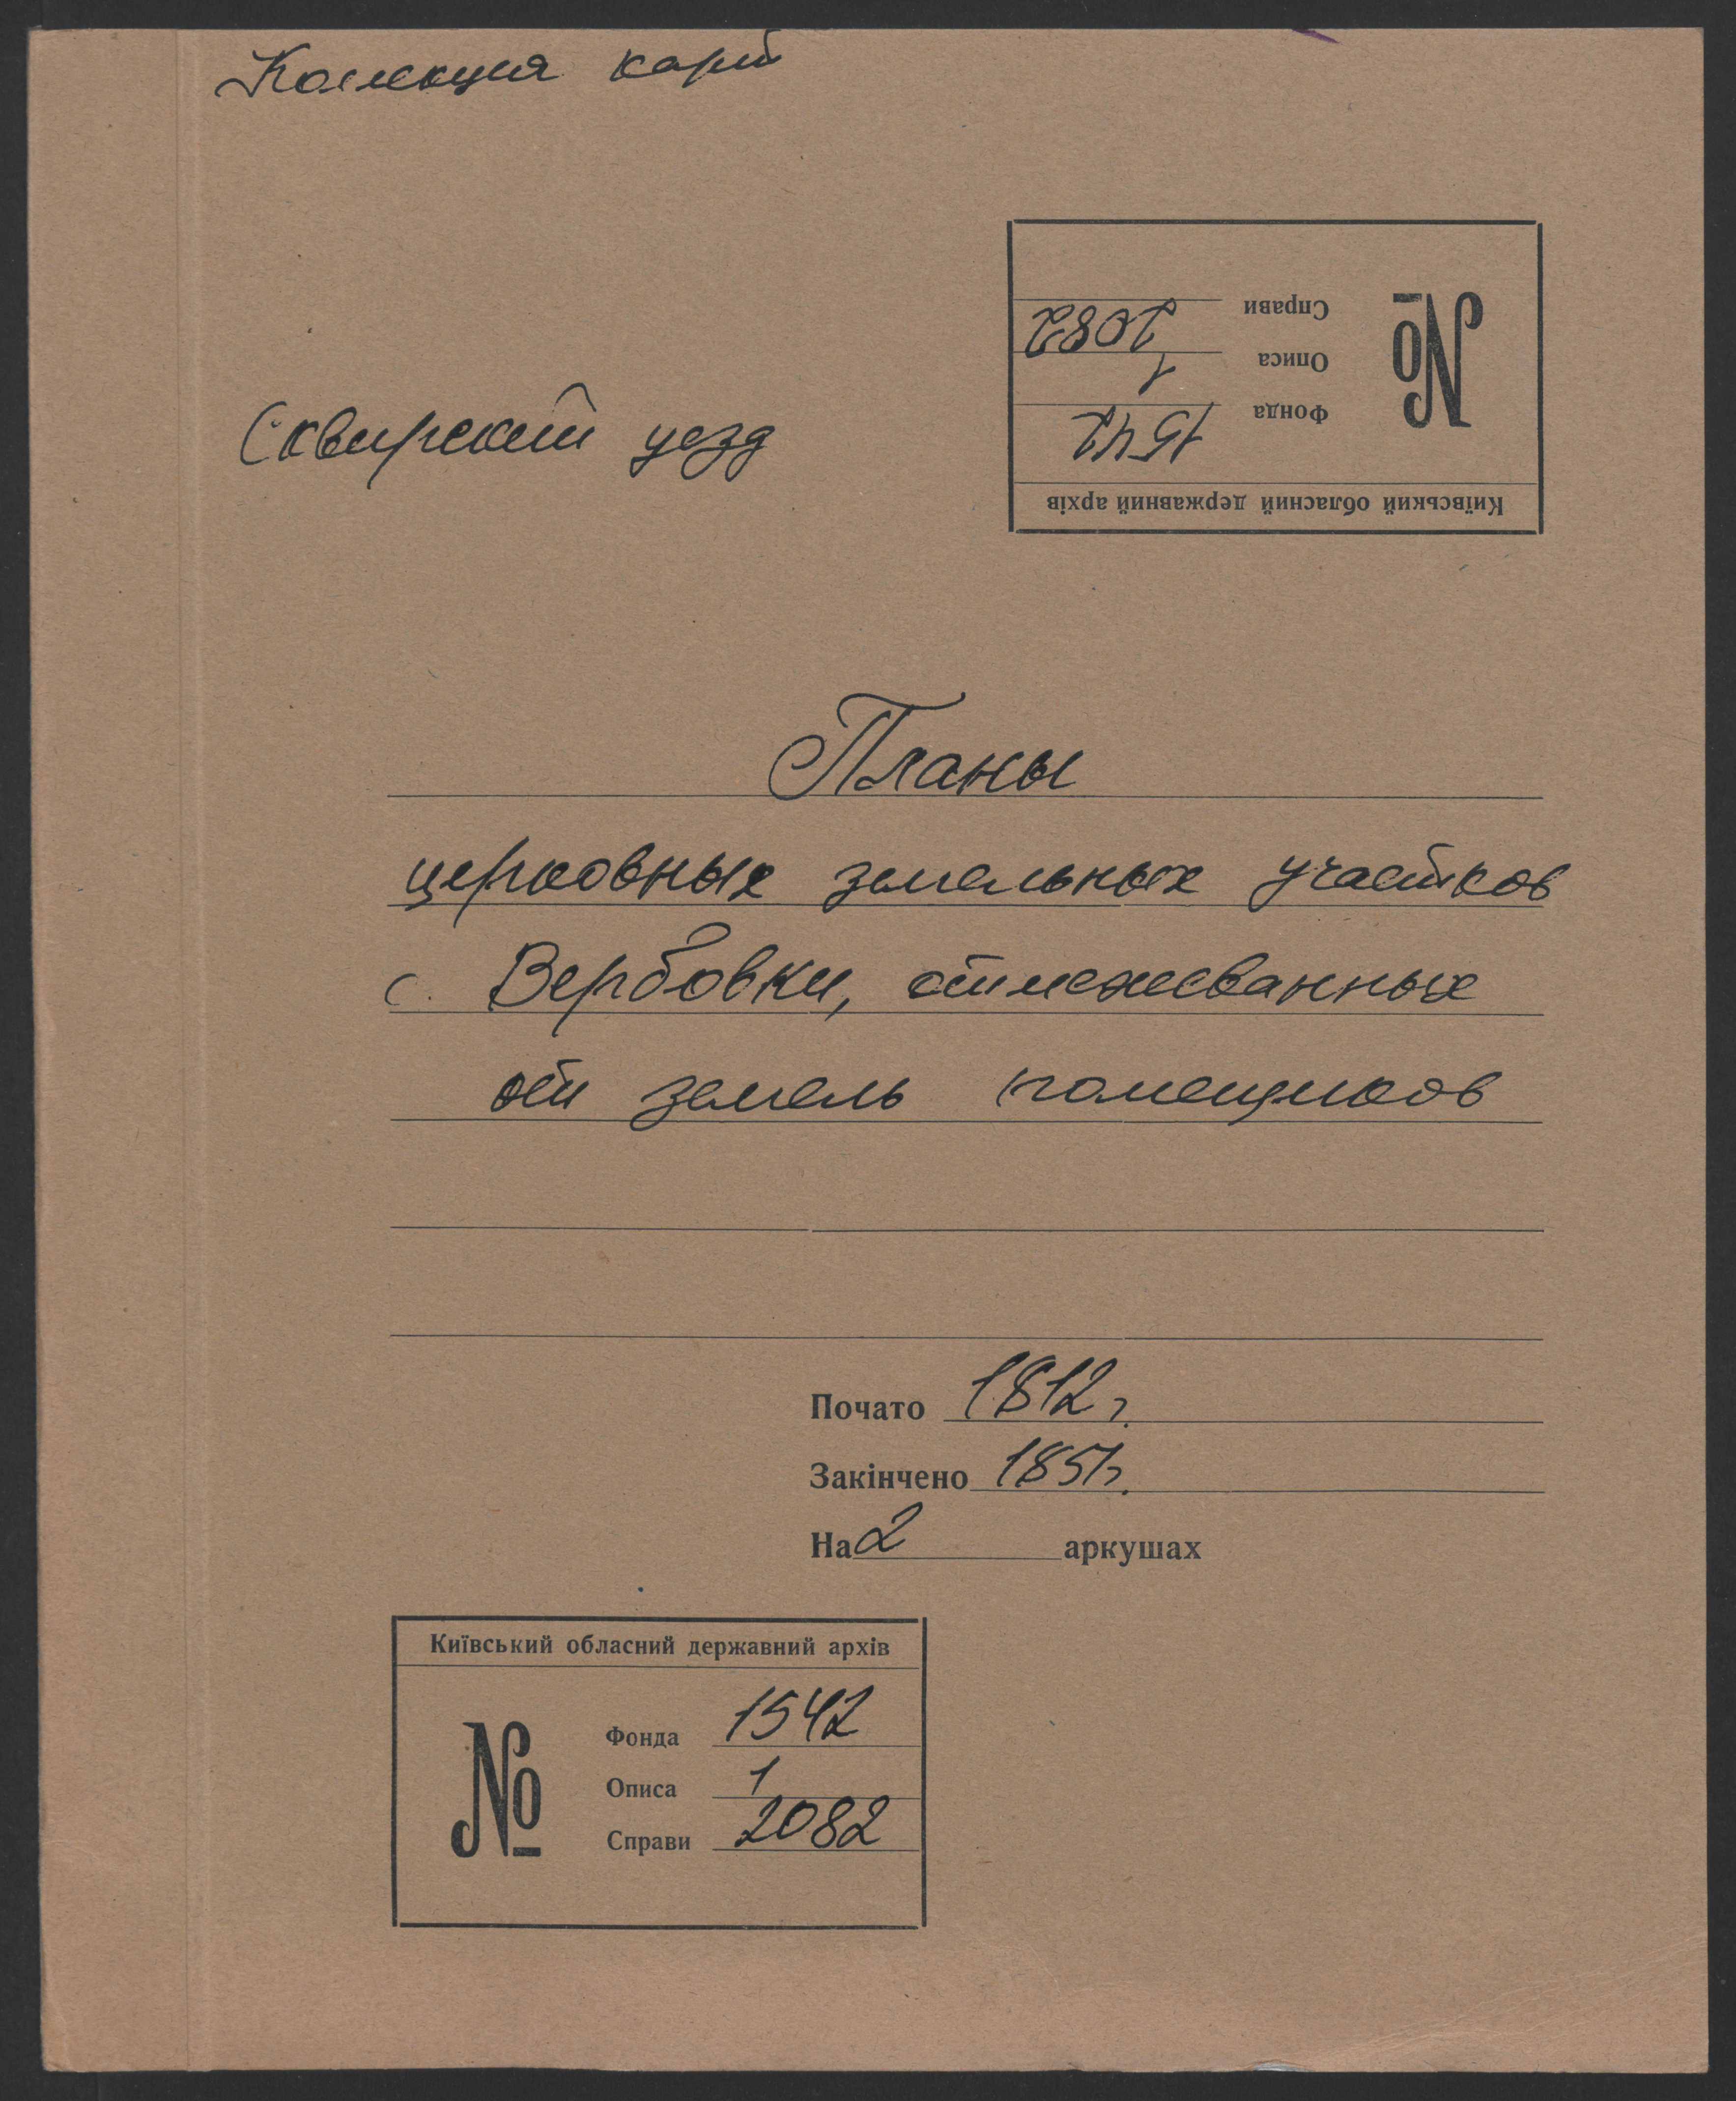 Коллекция карт
Справи 2082
Описа 1
Фонда 1542
№
Київський обласний державний архів
Сквирский уезд
Планы
церковных земельных участков
с. Вербовки, отмежеванных
от земель помещиков
Почато 1812 г.
Закінчено 1851 г.
На 2 аркушах
Київський обласний державний архів
№
Фонда 1542
Описа 1
Справи 2082